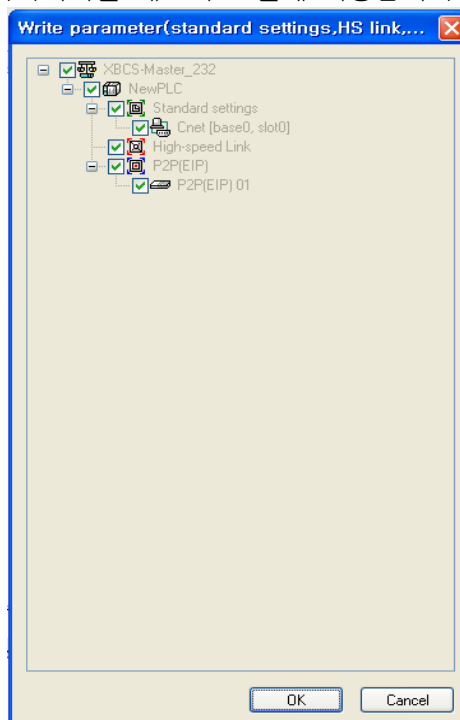 Write parameter(standard settings,HS link,...
XBCS-Master_232
NewPLC
Standard settings
Cnet [base0, slot0]
High-speed Link
P2P(EIP)
P2P(EIP) 01
OK
Cancel